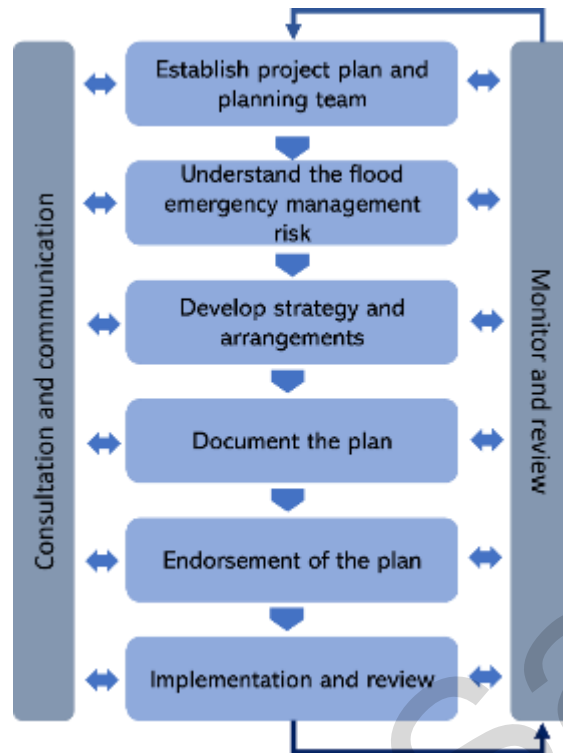 Establish project plan and
planning team
Understand the flood
emergency management
risk
Develop strategy and
arrangements
Document the plan
Endorsement of the plan
Implementation and review
Consultation and communication
Monitor and review